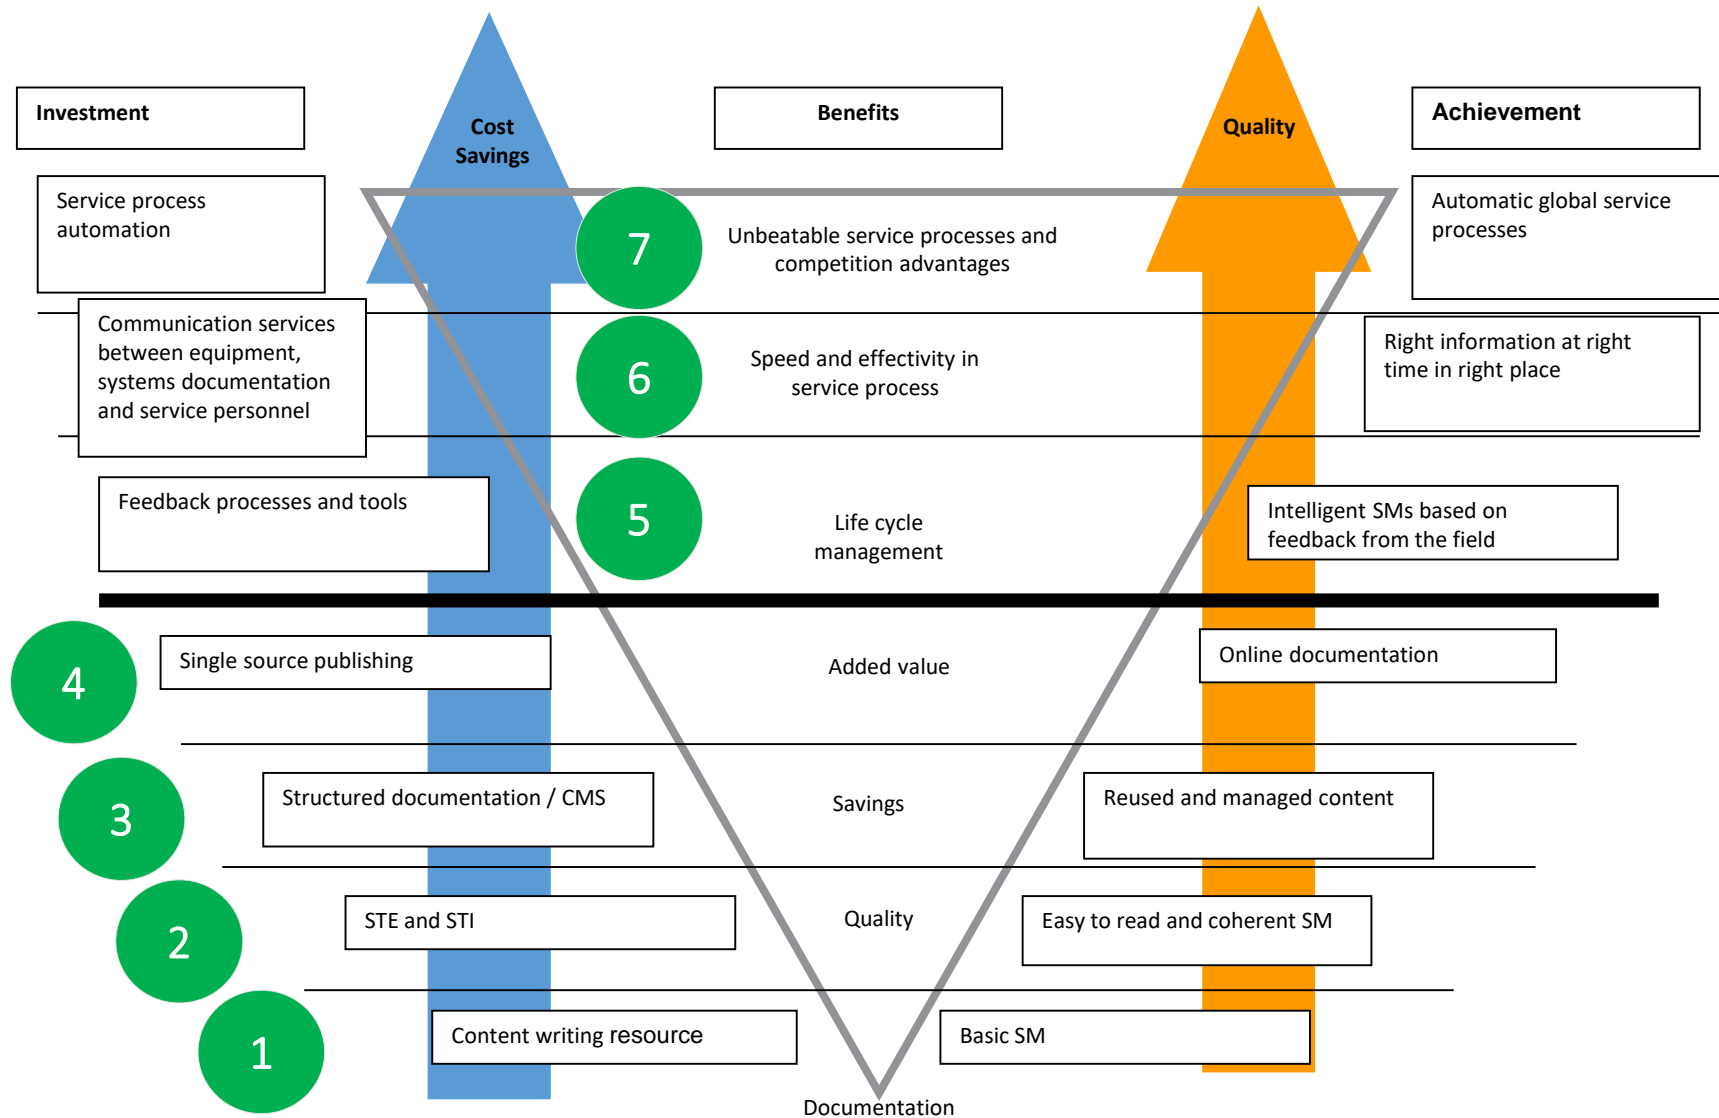 Investment
Cost
Savings
Benefits
Quality
Achievement
Service process
automation
7
Unbeatable service processes and
competition advantages
Automatic global service
processes
Communication services
between equipment,
systems documentation
and service personnel
6
Speed and effectivity in
service process
Right information at right
time in right place
Feedback processes and tools
5
Life cycle
management
Intelligent SMs based on
feedback from the field
4
Single source publishing
Added value
Online documentation
3
Structured documentation / CMS
Savings
Reused and managed content
2
STE and STI
Quality
Easy to read and coherent SM
1
Content writing resource
Basic SM
Documentation